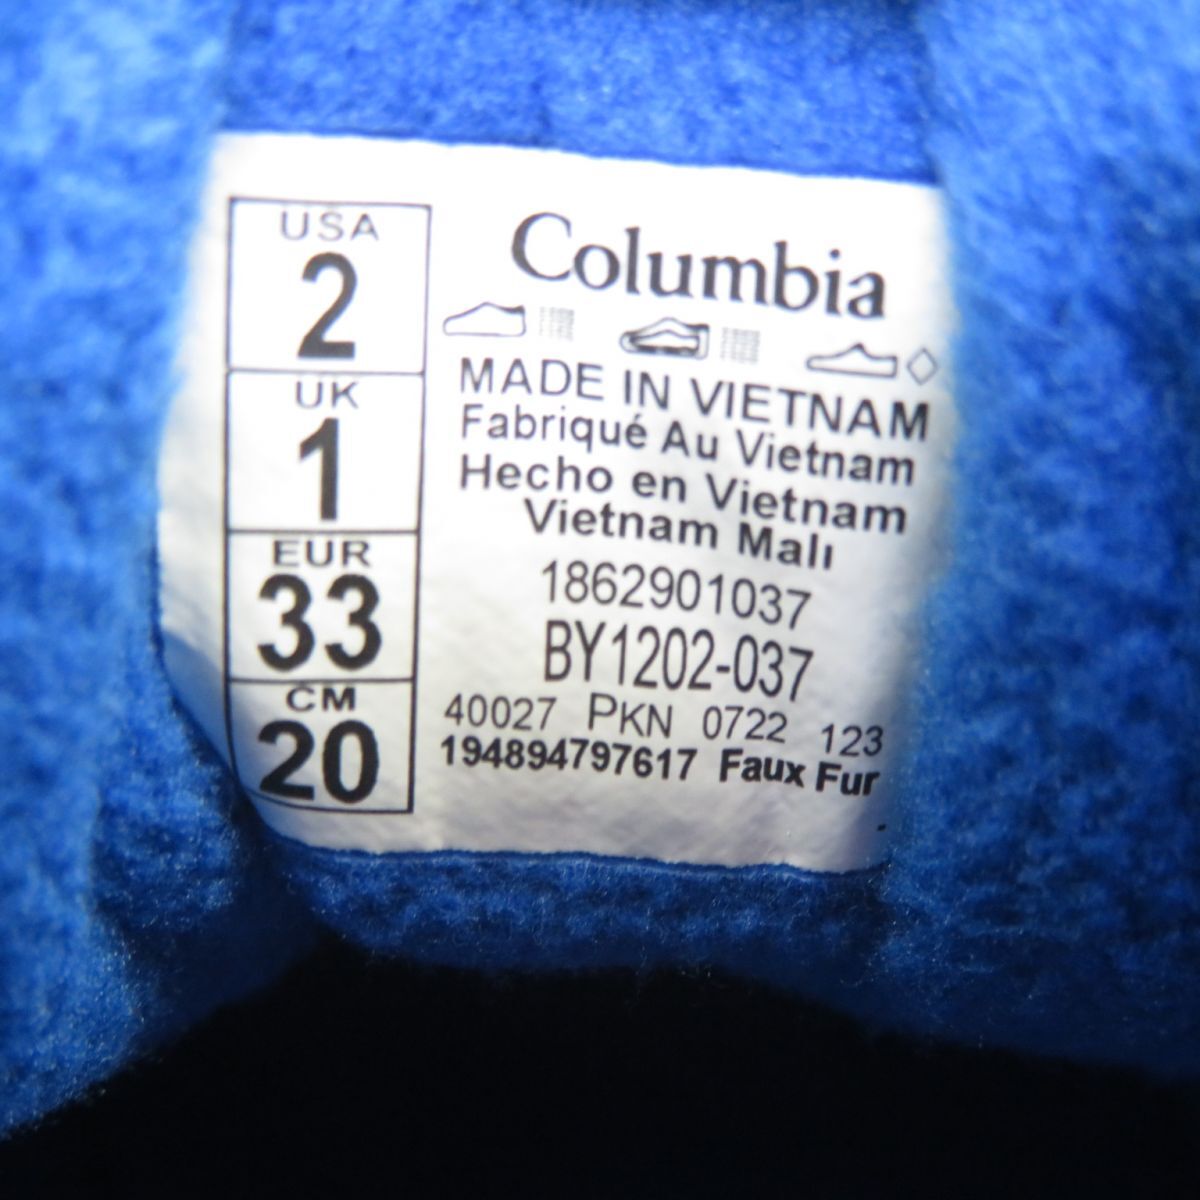 USA
2
UK
1
EUR
33
CM
20
Columbia
MADE IN VIETNAM
Fabriqué Au Vietnam
Hecho en Vietnam
Vietnam Malı
1862901037
BY1202-037
40027 PKN 0722 123
194894797617 Faux Fur